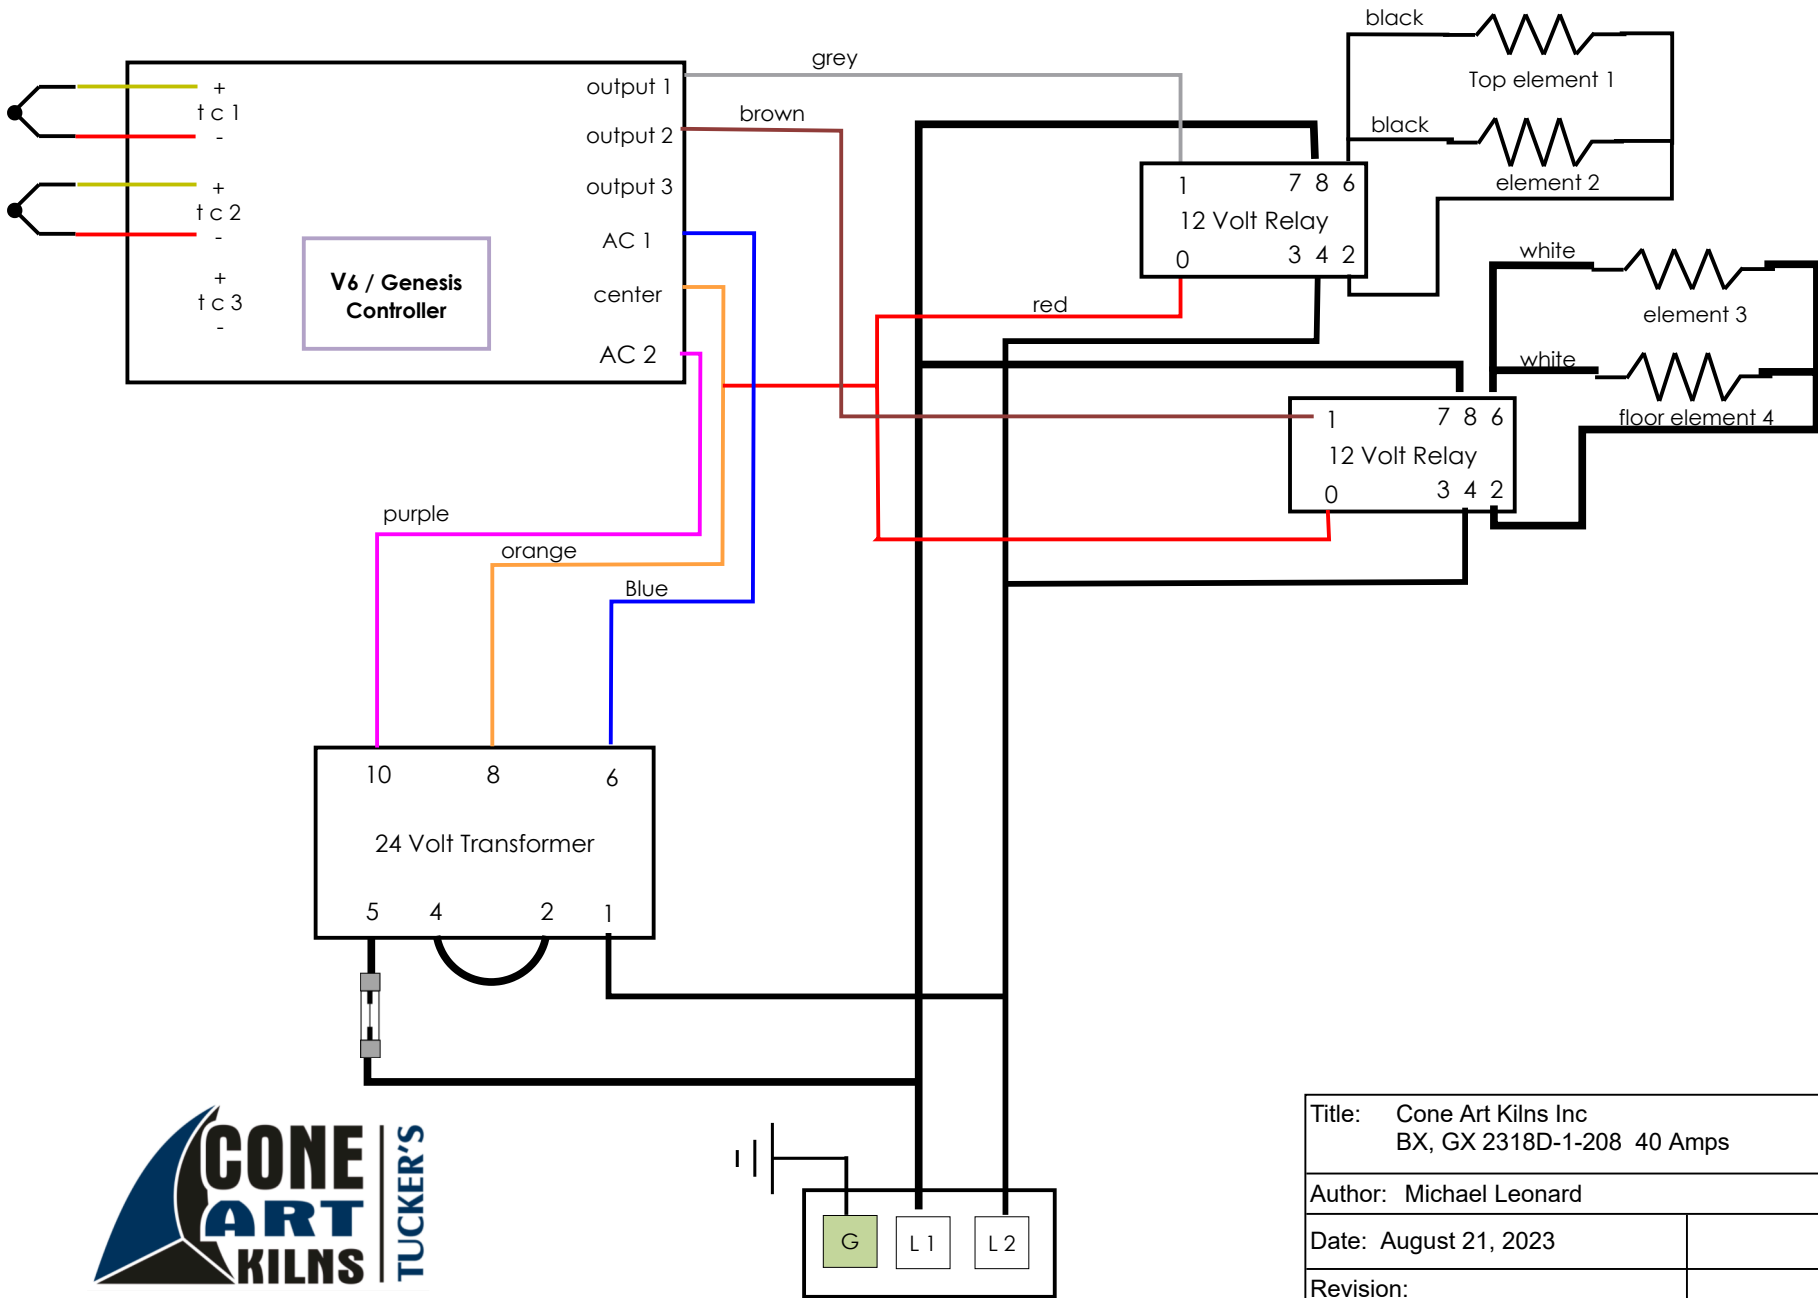 black
grey
Top element 1
black
element 2
brown
+
t c 1
-
+
t c 2
-
+
t c 3
-
V6 / Genesis
Controller
output 1
output 2
output 3
AC 1
center
AC 2
1 7 8 6
12 Volt Relay
0 3 4 2
red
white
element 3
white
floor element 4
1 7 8 6
12 Volt Relay
0 3 4 2
purple
orange
Blue
10 8 6
24 Volt Transformer
5 4 2 1
CONE
ART
KILNS
TUCKER'S
G L 1 L 2
Title: Cone Art Kilns Inc
BX, GX 2318D-1-208 40 Amps
Author: Michael Leonard
Date: August 21, 2023
Revision: